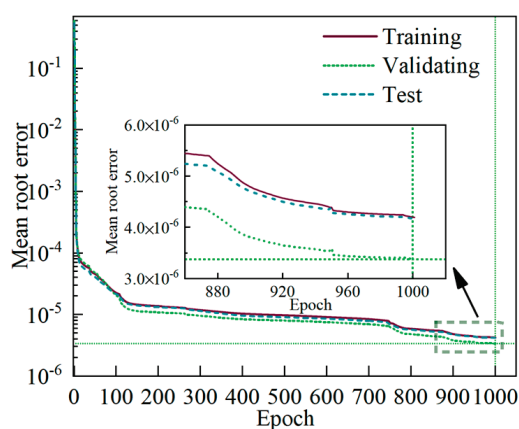 Training
Validating
Test
Mean root error
10⁻¹
10⁻²
10⁻³
10⁻⁴
10⁻⁵
10⁻⁶
0 100 200 300 400 500 600 700 800 900 1000
Epoch
Mean root error
6.0×10⁻⁶
5.0×10⁻⁶
4.0×10⁻⁶
3.0×10⁻⁶
880 920 960 1000
Epoch